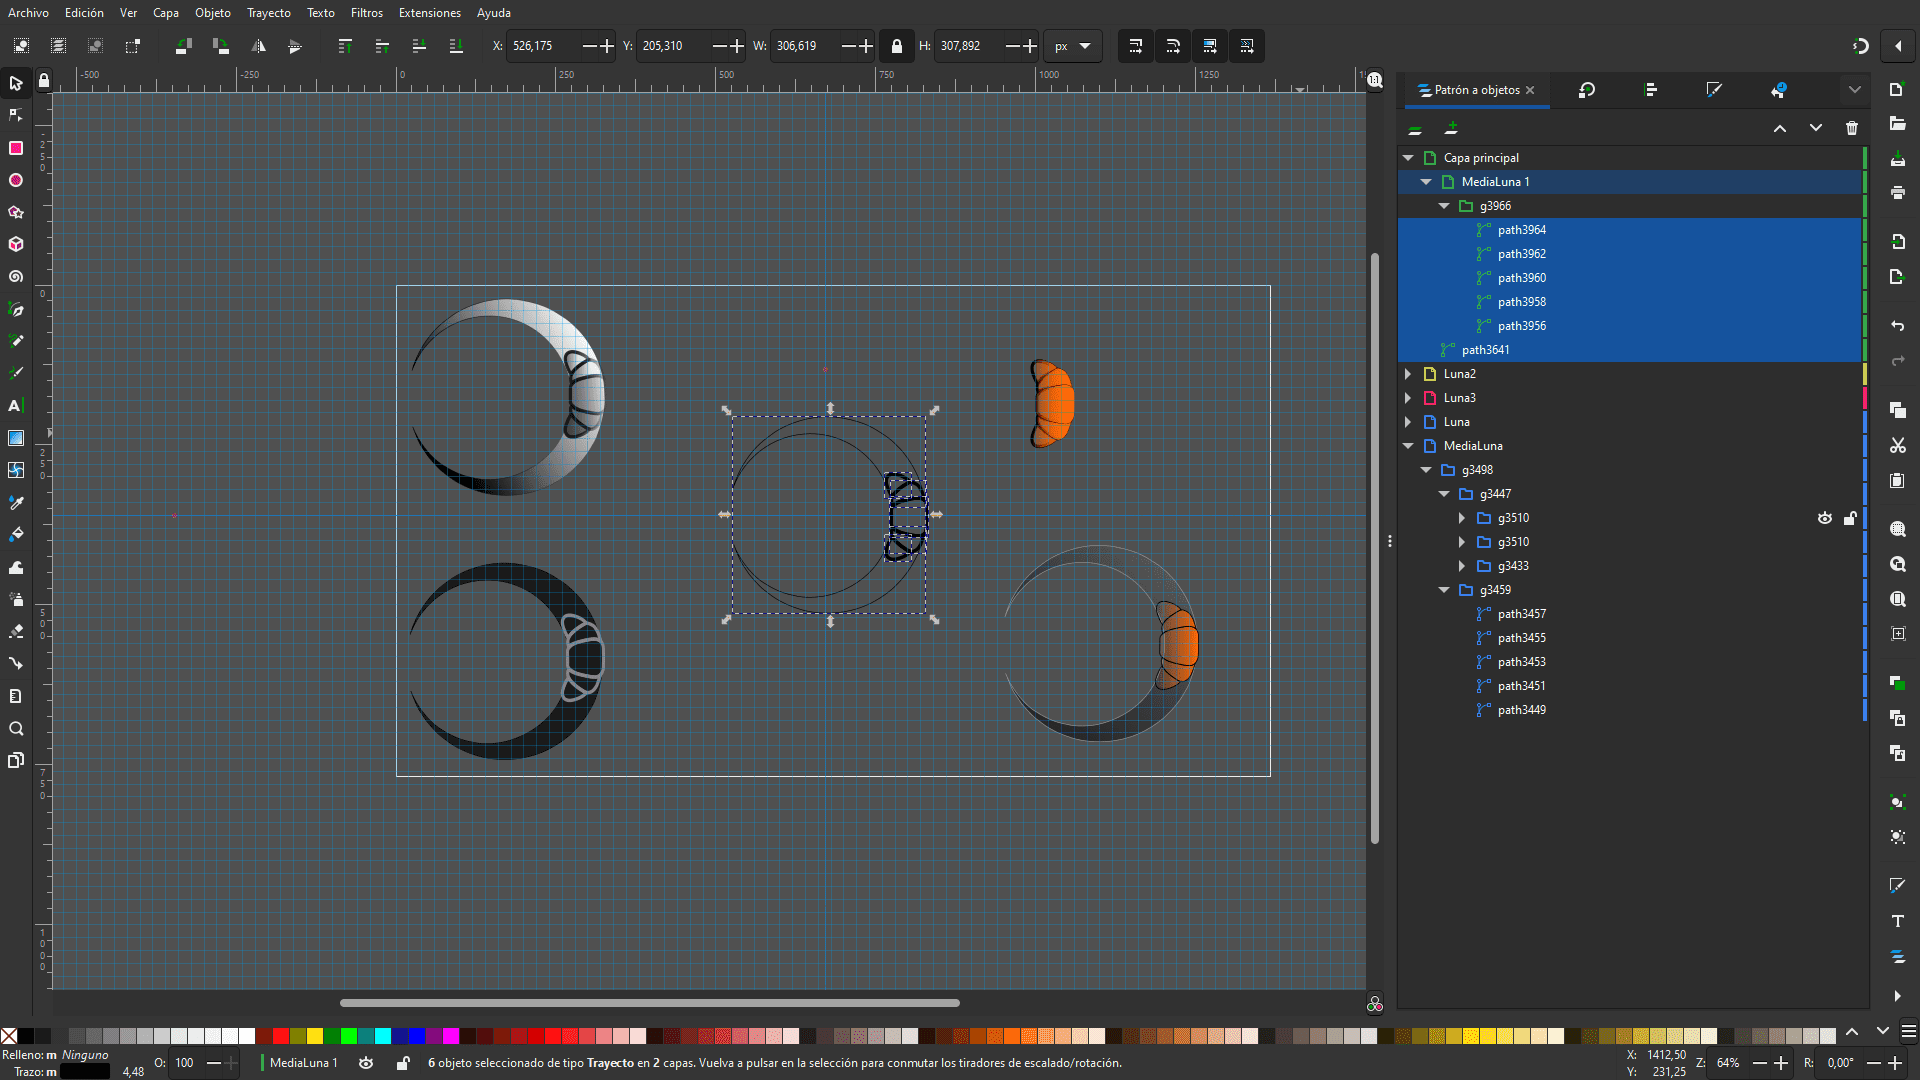 Archivo Edición Ver Capa Objeto Trayecto Texto Filtros Extensiones Ayuda
X: 526,175 Y: 205,310 W: 306,619 H: 307,892 px
-500 -250 0 250 500 750 1000 1250
Patrón a objetos
Capa principal
MediaLuna 1
g3966
path3964
path3962
path3960
path3958
path3956
path3641
Luna2
Luna3
Luna
MediaLuna
g3498
g3447
g3510
g3510
g3433
g3459
path3457
path3455
path3453
path3451
path3449
Relleno: m Ninguno
Trazo: m 4,48
O: 100
MediaLuna 1
6 objeto seleccionado de tipo Trayecto en 2 capas. Vuelva a pulsar en la selección para conmutar los tiradores de escalado/rotación.
X: 1412,50
Y: 231,25
Z: 64%
R: 0,00°